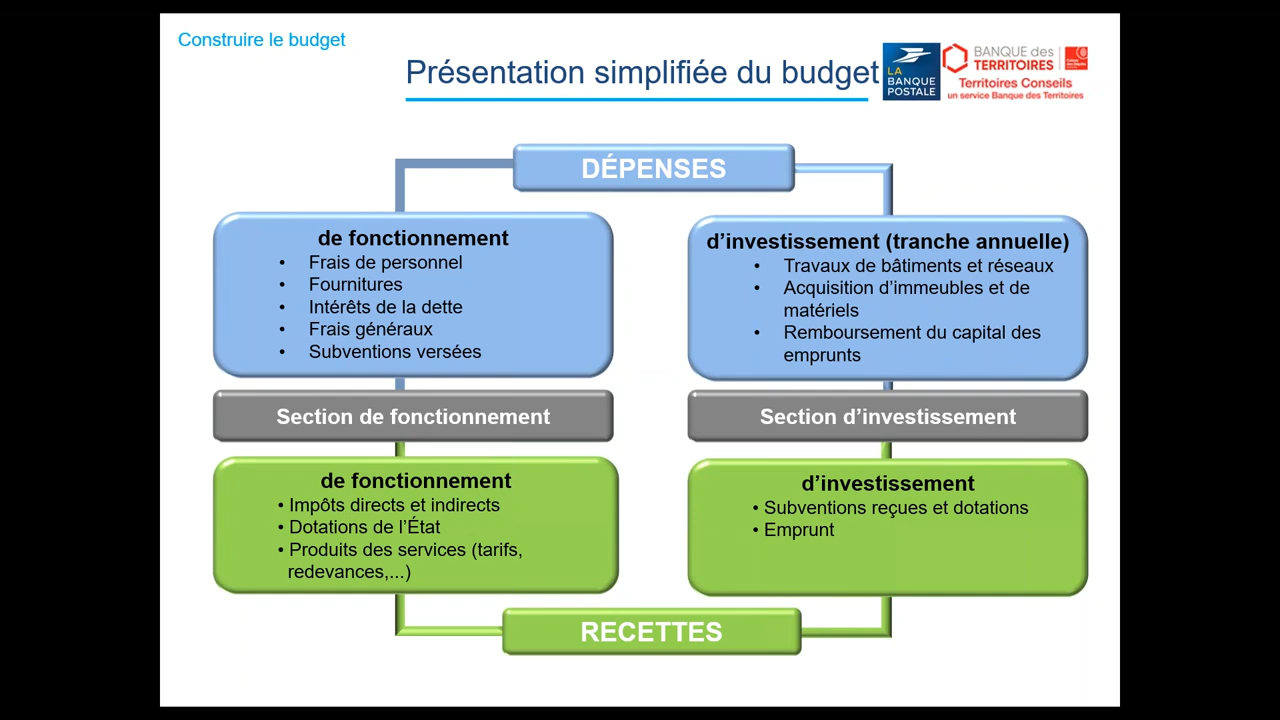 Construire le budget
Présentation simplifiée du budget
LA
BANQUE
POSTALE
BANQUE des
TERRITOIRES
Territoires Conseils
un service Banque des Territoires
DÉPENSES
de fonctionnement
• Frais de personnel
• Fournitures
• Intérêts de la dette
• Frais généraux
• Subventions versées
d’investissement (tranche annuelle)
• Travaux de bâtiments et réseaux
• Acquisition d’immeubles et de
matériels
• Remboursement du capital des
emprunts
Section de fonctionnement
Section d’investissement
de fonctionnement
• Impôts directs et indirects
• Dotations de l’État
• Produits des services (tarifs,
redevances,...)
d’investissement
• Subventions reçues et dotations
• Emprunt
RECETTES